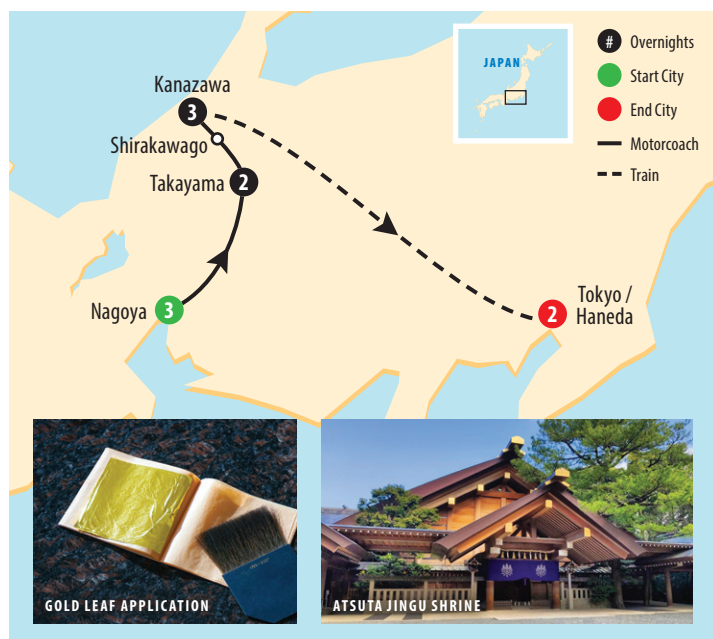 JAPAN
# Overnights
Start City
End City
Motorcoach
Train
Kanazawa
3
Shirakawago
Takayama 2
Nagoya 3
2 Tokyo /
Haneda
GOLD LEAF APPLICATION
ATSUTA JINGU SHRINE